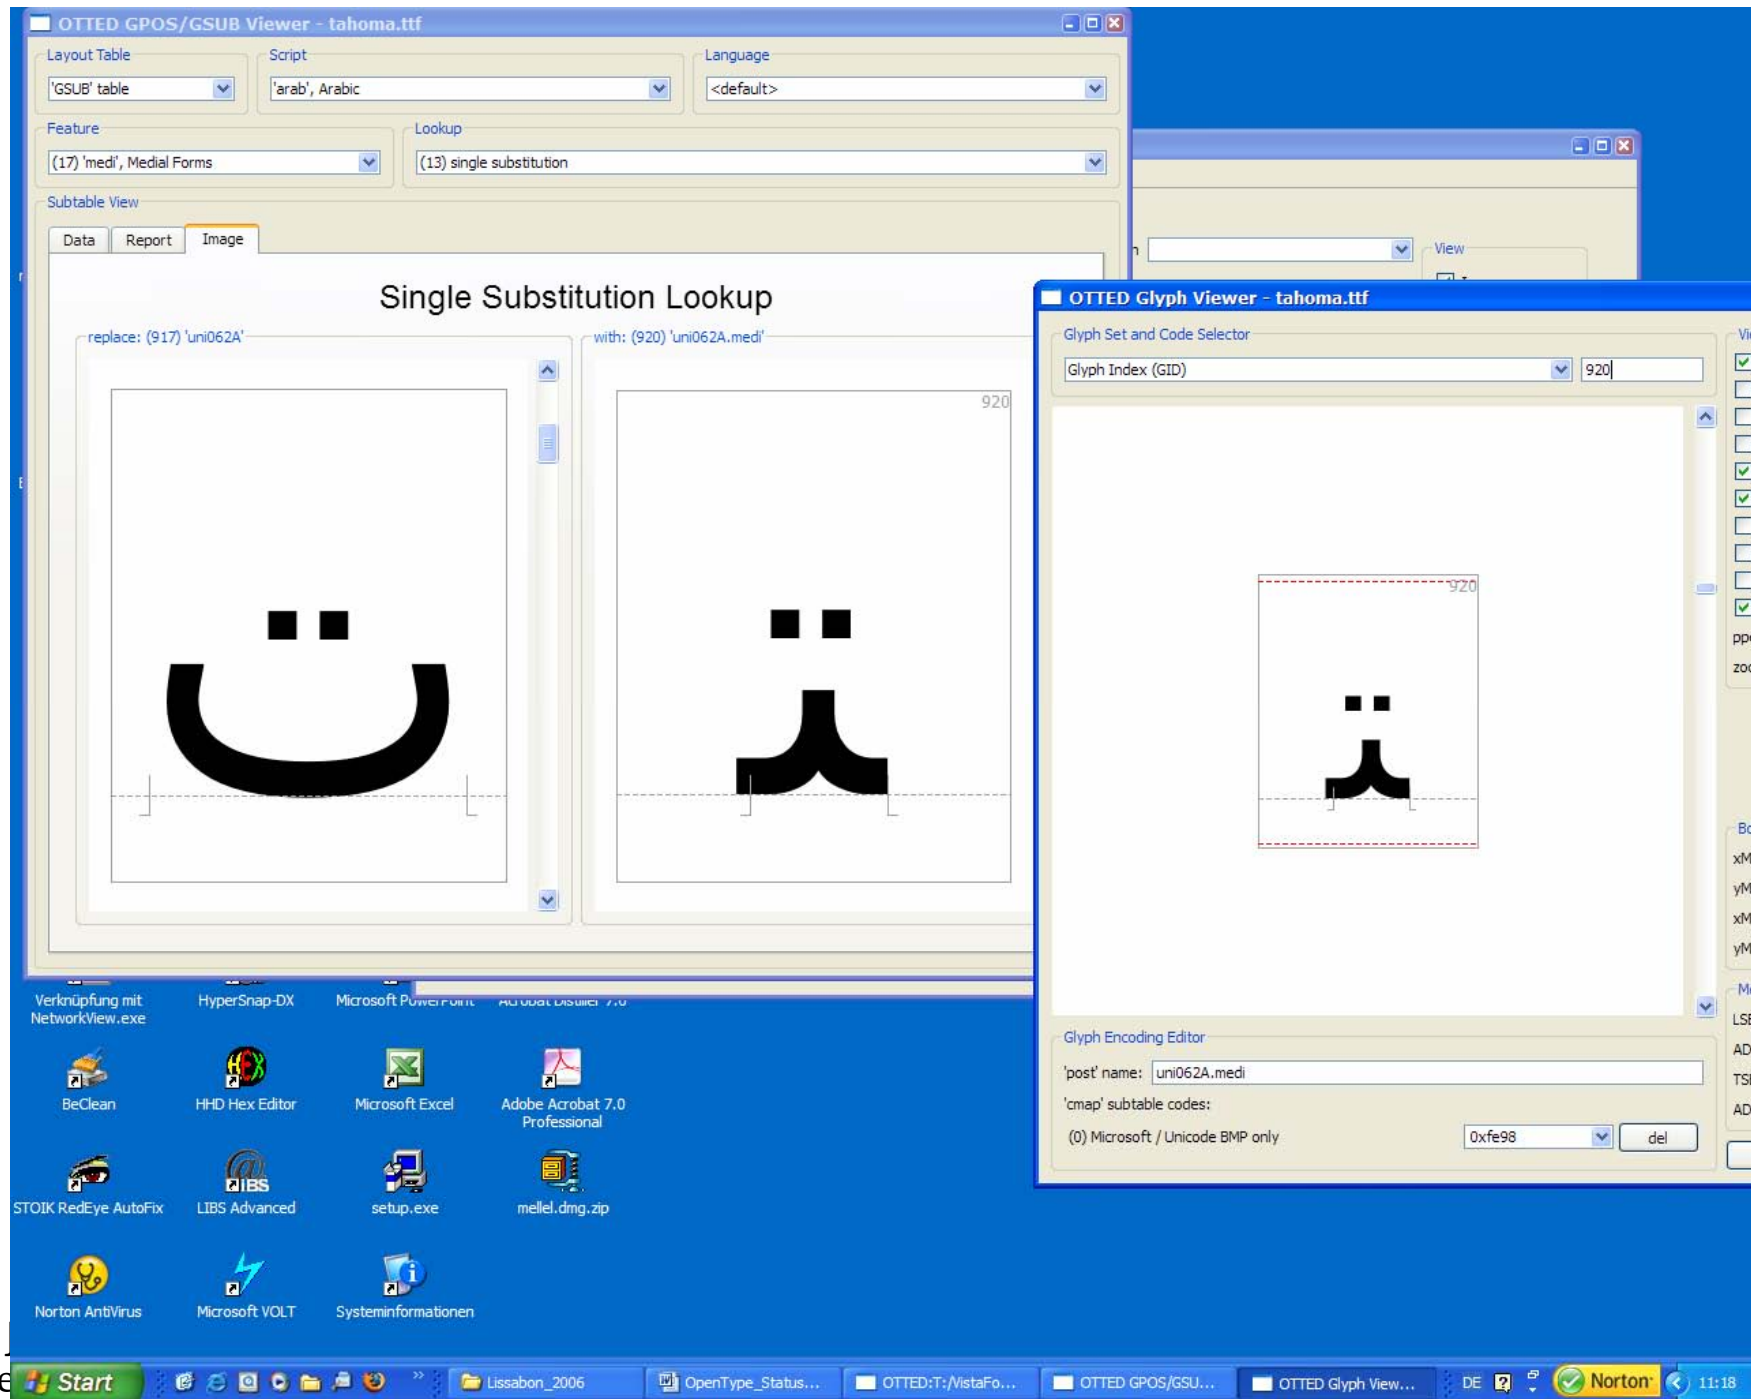 OTTED GPOS/GSUB Viewer - tahoma.ttf
Layout Table
Script
Language
'GSUB' table
'arab', Arabic
<default>
Feature
Lookup
(17) 'medi', Medial Forms
(13) single substitution
Subtable View
Data
Report
Image
Single Substitution Lookup
replace: (917) 'uni062A'
with: (920) 'uni062A.medi'
920
ت
View
OTTED Glyph Viewer - tahoma.ttf
Glyph Set and Code Selector
Glyph Index (GID)
920
920
Glyph Encoding Editor
'post' name:
uni062A.medi
'cmap' subtable codes:
(0) Microsoft / Unicode BMP only
0xfe98
del
Verknüpfung mit NetworkView.exe
HyperSnap-DX
Microsoft PowerPoint
Acrobat Distiller 7.0
BeClean
HHD Hex Editor
Microsoft Excel
Adobe Acrobat 7.0 Professional
STOIK RedEye AutoFix
LIBS Advanced
setup.exe
mellel.dmg.zip
Norton AntiVirus
Microsoft VOLT
Systeminformationen
Start
Lissabon_2006
OpenType_Status...
OTTED:T:/VistaFo...
OTTED GPOS/GSU...
OTTED Glyph View...
DE
Norton
11:18